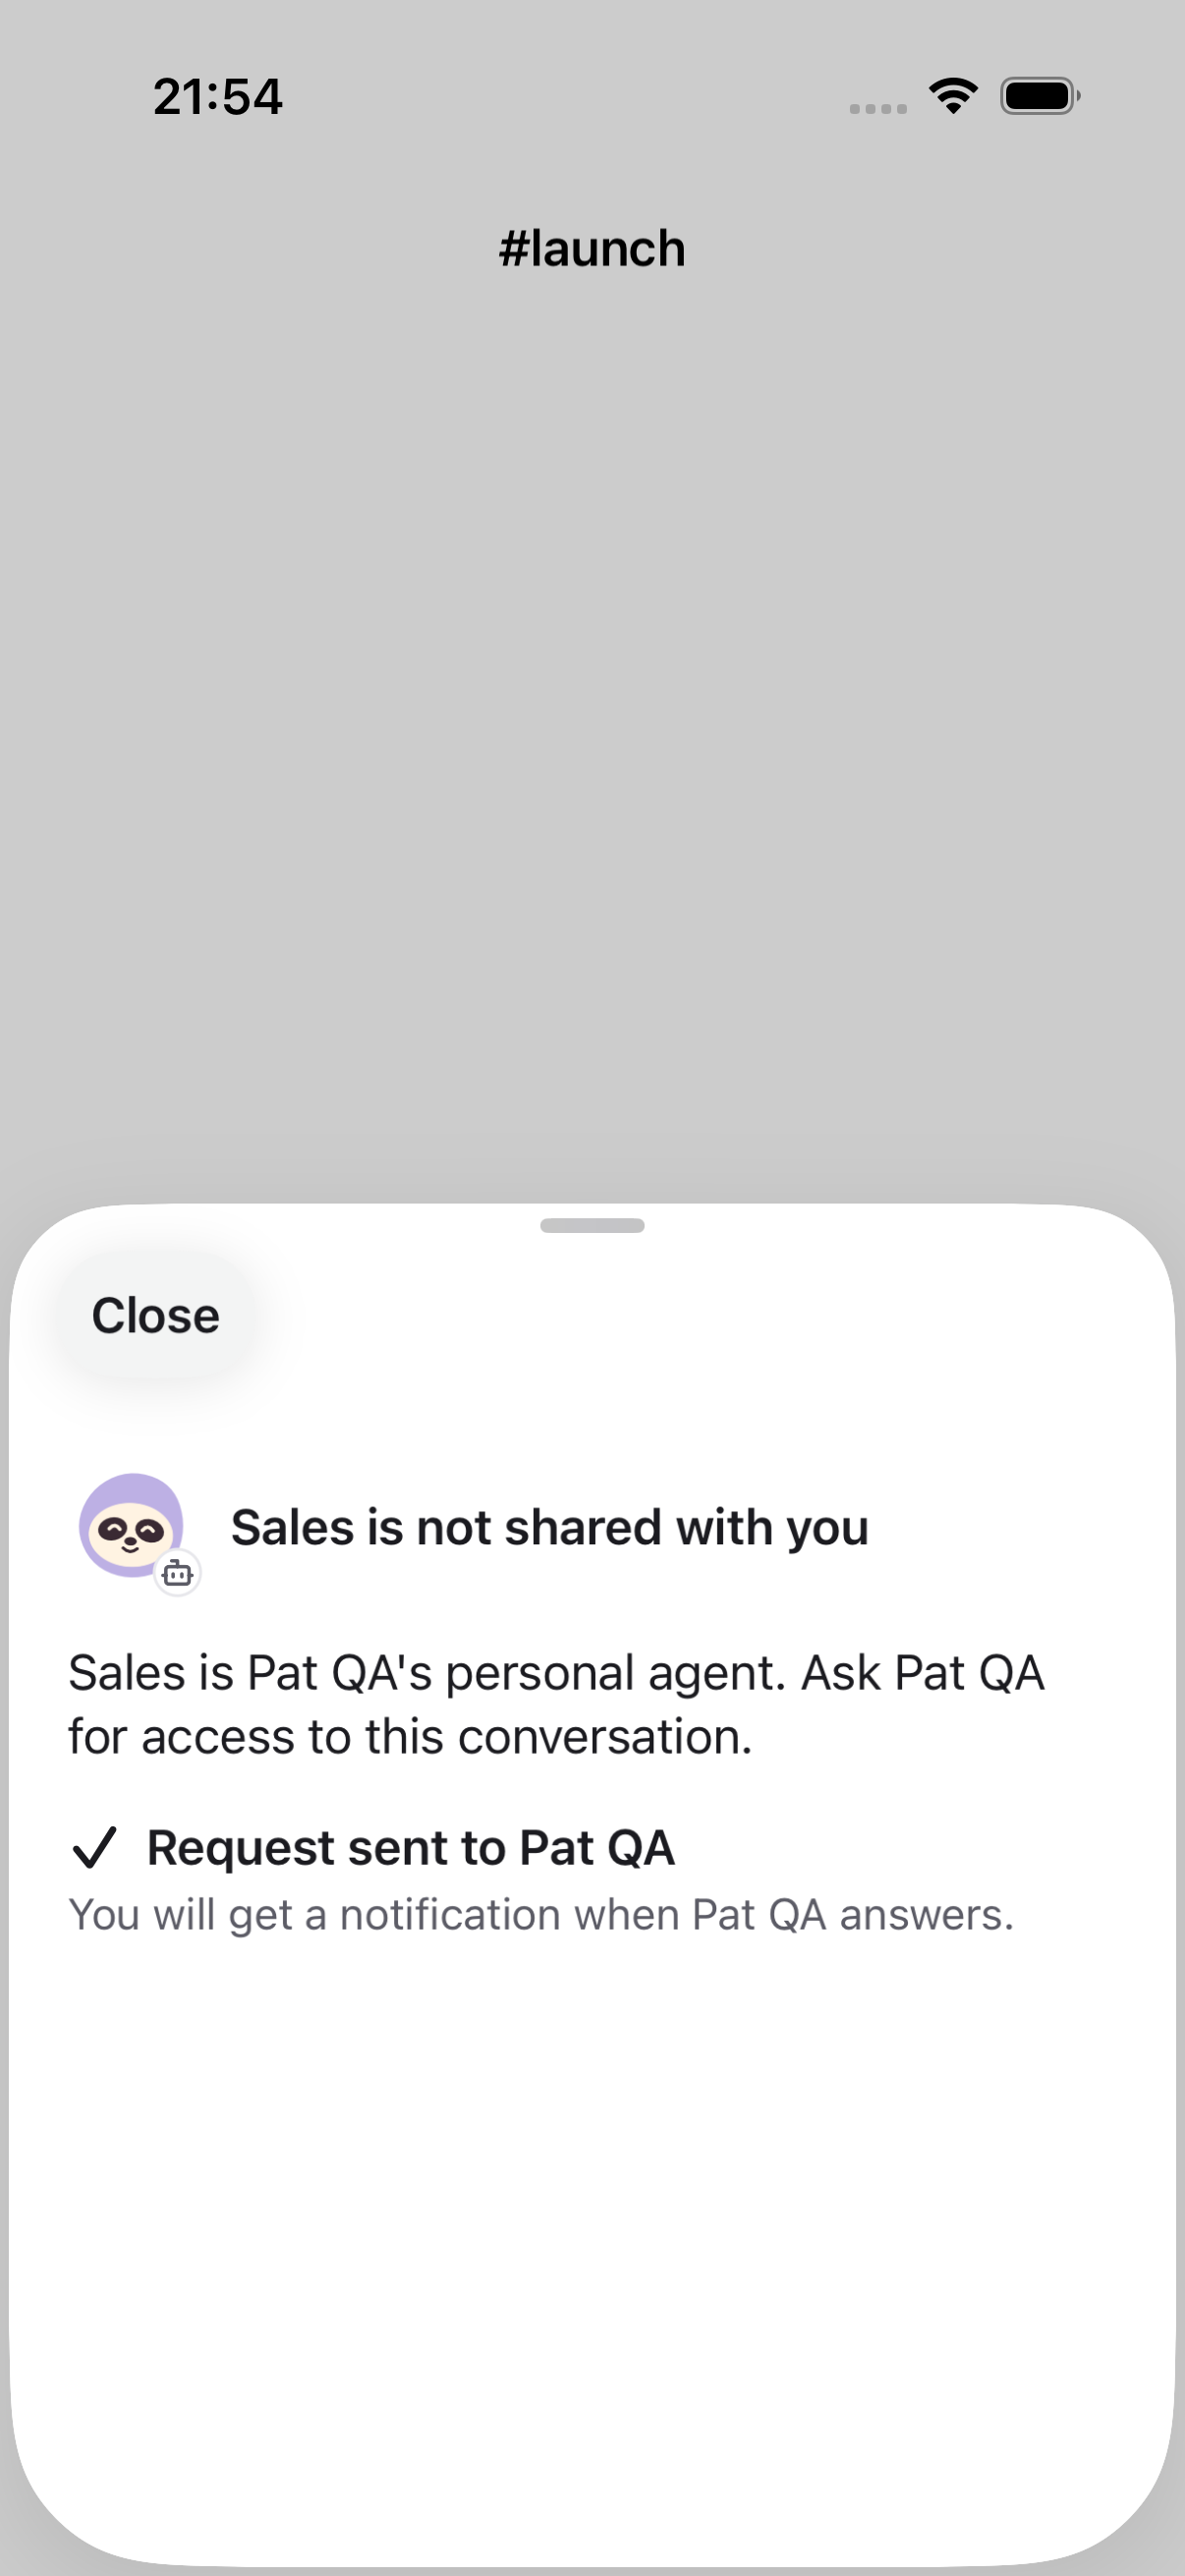 21:54
#launch
Close
Sales is not shared with you
Sales is Pat QA's personal agent. Ask Pat QA
for access to this conversation.
Request sent to Pat QA
You will get a notification when Pat QA answers.